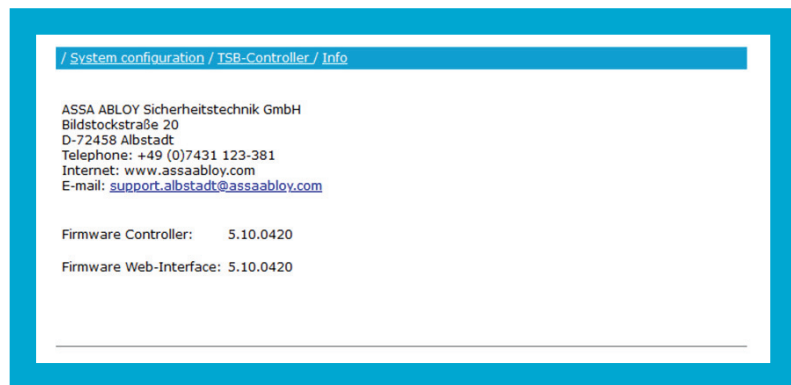 / System configuration / TSB-Controller / Info
ASSA ABLOY Sicherheitstechnik GmbH
Bildstockstraße 20
D-72458 Albstadt
Telephone: +49 (0)7431 123-381
Internet: www.assaabloy.com
E-mail: support.albstadt@assaabloy.com
Firmware Controller: 5.10.0420
Firmware Web-Interface: 5.10.0420